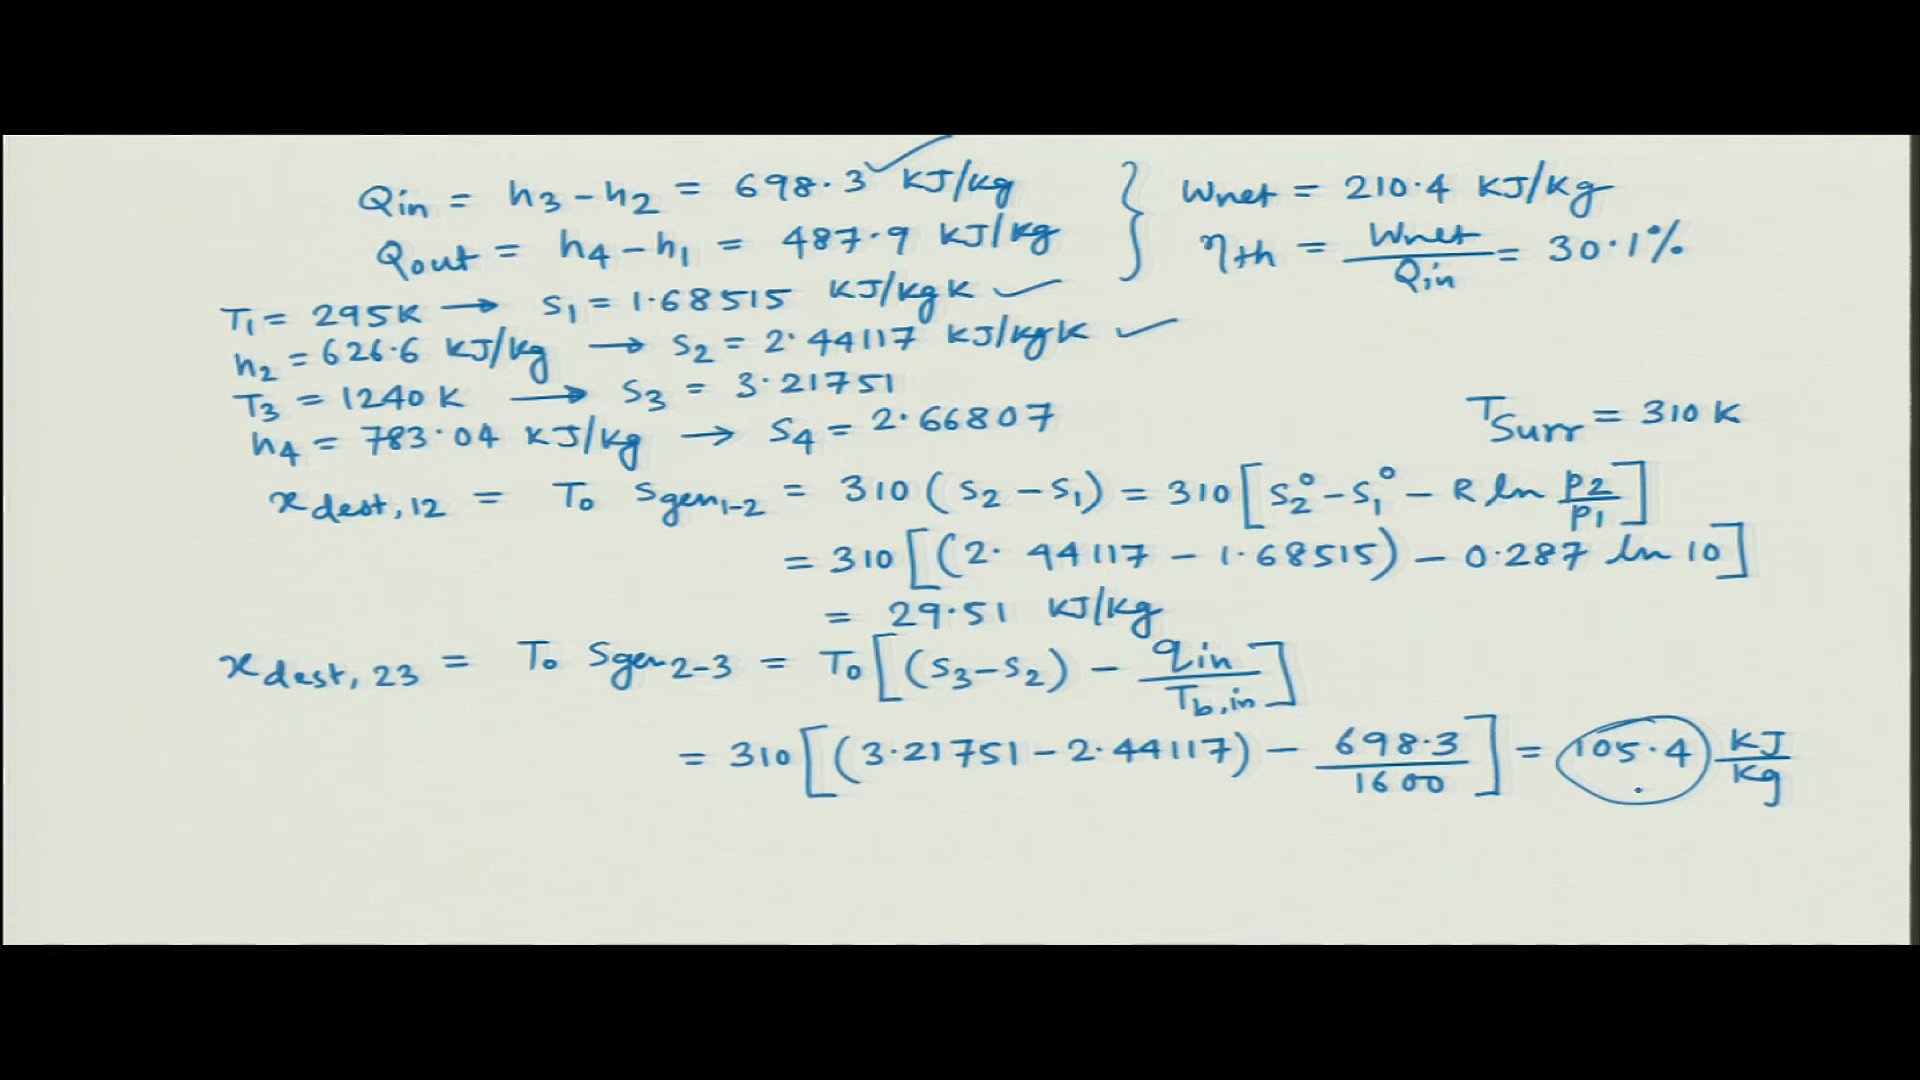 Qin = h3 - h2 = 698.3 KJ/kg
Qout = h4 - h1 = 487.9 KJ/kg
} Wnet = 210.4 KJ/kg
ηth = Wnet/Qin = 30.1%
T1 = 295K → S1 = 1.68515 KJ/kgK ✓
h2 = 626.6 KJ/kg → S2 = 2.44117 KJ/kgK ✓
T3 = 1240 K → S3 = 3.21751
h4 = 783.04 KJ/kg → S4 = 2.66807
TSurr = 310 K
xdest,12 = To Sgen1-2 = 310 (S2 - S1) = 310 [S2° - S1° - R ln P2/P1]
= 310 [(2.44117 - 1.68515) - 0.287 ln 10]
= 29.51 KJ/kg
xdest,23 = To Sgen2-3 = To [(S3 - S2) - qin/Tb,in]
= 310 [(3.21751 - 2.44117) - 698.3/1600] = 105.4 KJ/kg